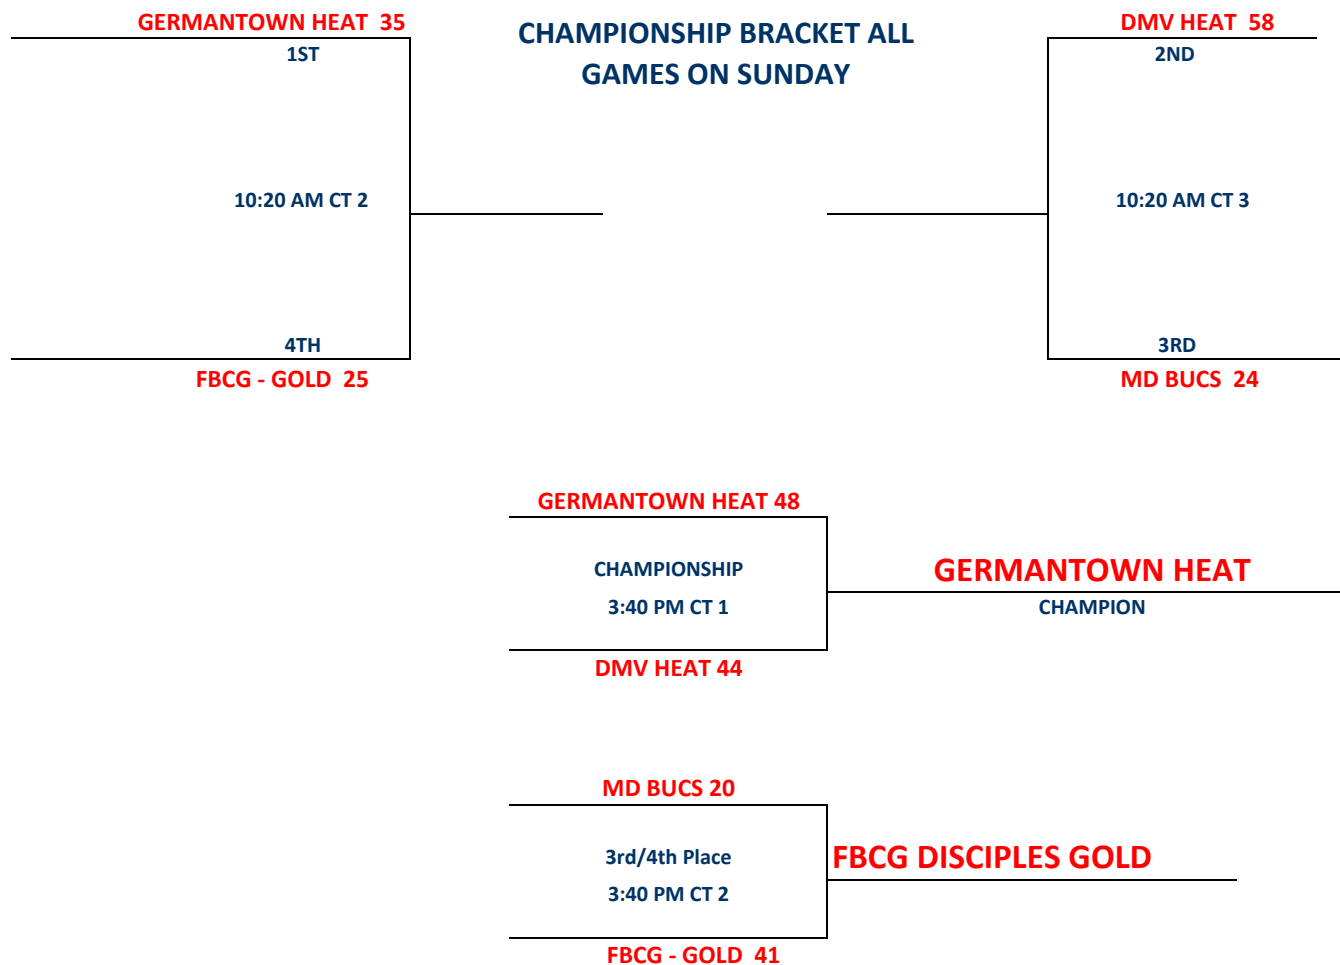 GERMANTOWN HEAT  35
1ST
10:20 AM CT 2
4TH
FBCG - GOLD  25
CHAMPIONSHIP BRACKET ALL
GAMES ON SUNDAY
DMV HEAT  58
2ND
10:20 AM CT 3
3RD
MD BUCS  24
GERMANTOWN HEAT 48
CHAMPIONSHIP
3:40 PM CT 1
DMV HEAT 44
GERMANTOWN HEAT
CHAMPION
MD BUCS 20
3rd/4th Place
3:40 PM CT 2
FBCG - GOLD  41
FBCG DISCIPLES GOLD